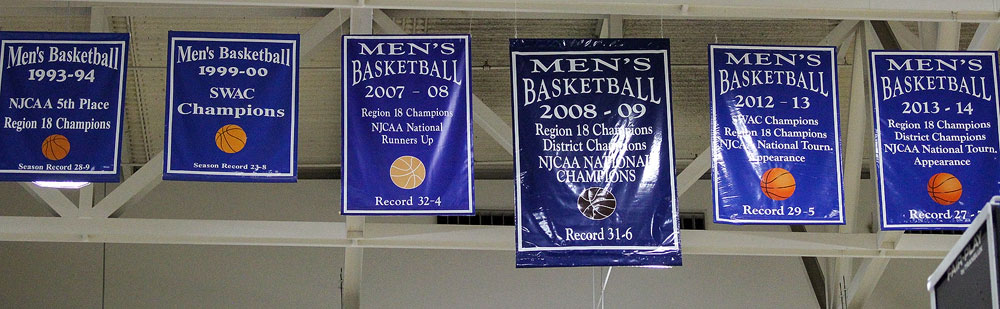 Men's Basketball
1993-94
NJCAA 5th Place
Region 18 Champions
Season Record 28-9
Men's Basketball
1999-00
SWAC
Champions
Season Record 23-8
MEN'S
BASKETBALL
2007 - 08
Region 18 Champions
NJCAA National
Runners Up
Record 32-4
MEN'S
BASKETBALL
2008 - 09
Region 18 Champions
District Champions
NJCAA NATIONAL
CHAMPIONS
Record 31-6
MEN'S
BASKETBALL
2012 - 13
SWAC Champions
Region 18 Champions
NJCAA National Tourn.
Appearance
Record 29-5
MEN'S
BASKETBALL
2013 - 14
Region 18 Champions
District Champions
NJCAA National Tourn.
Appearance
Record 27-
FAIR-PLAY